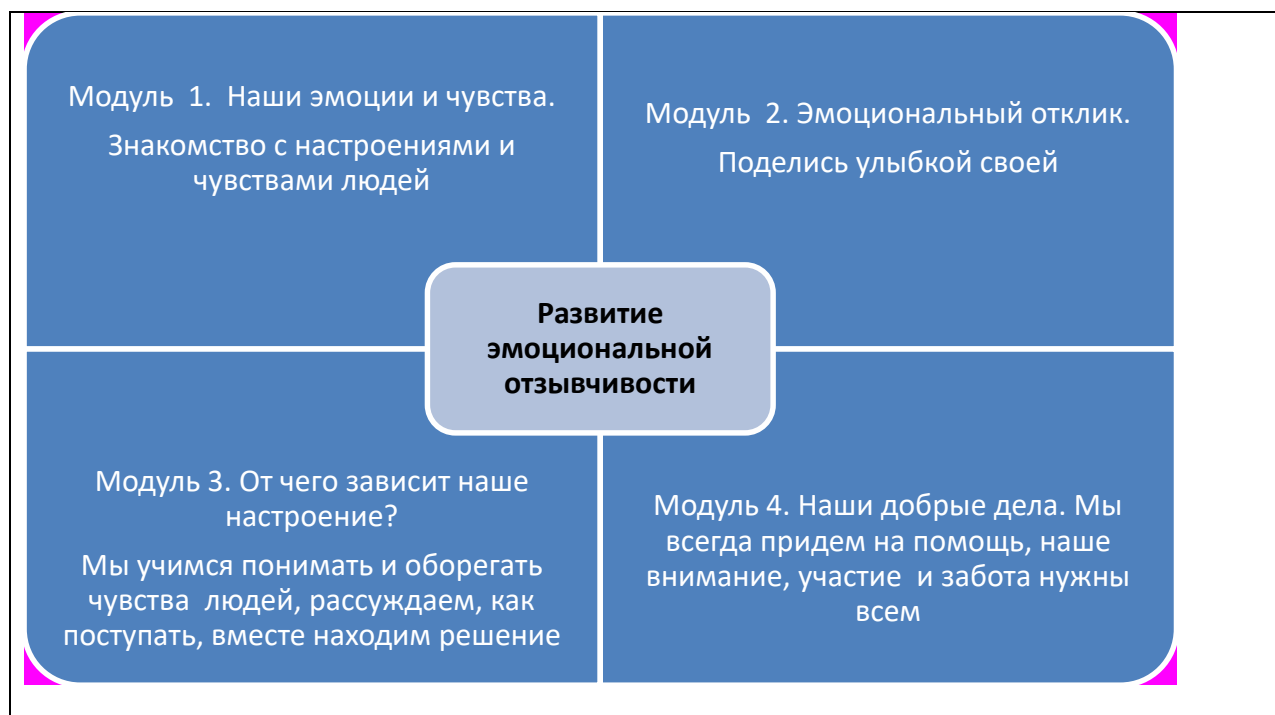 Модуль  1.  Наши эмоции и чувства.
Знакомство с настроениями и
чувствами людей
Модуль  2. Эмоциональный отклик.
Поделись улыбкой своей
Развитие
эмоциональной
отзывчивости
Модуль 3. От чего зависит наше
настроение?
Мы учимся понимать и оборегать
чувства  людей, рассуждаем, как
поступать, вместе находим решение
Модуль 4. Наши добрые дела. Мы
всегда придем на помощь, наше
внимание, участие  и забота нужны
всем